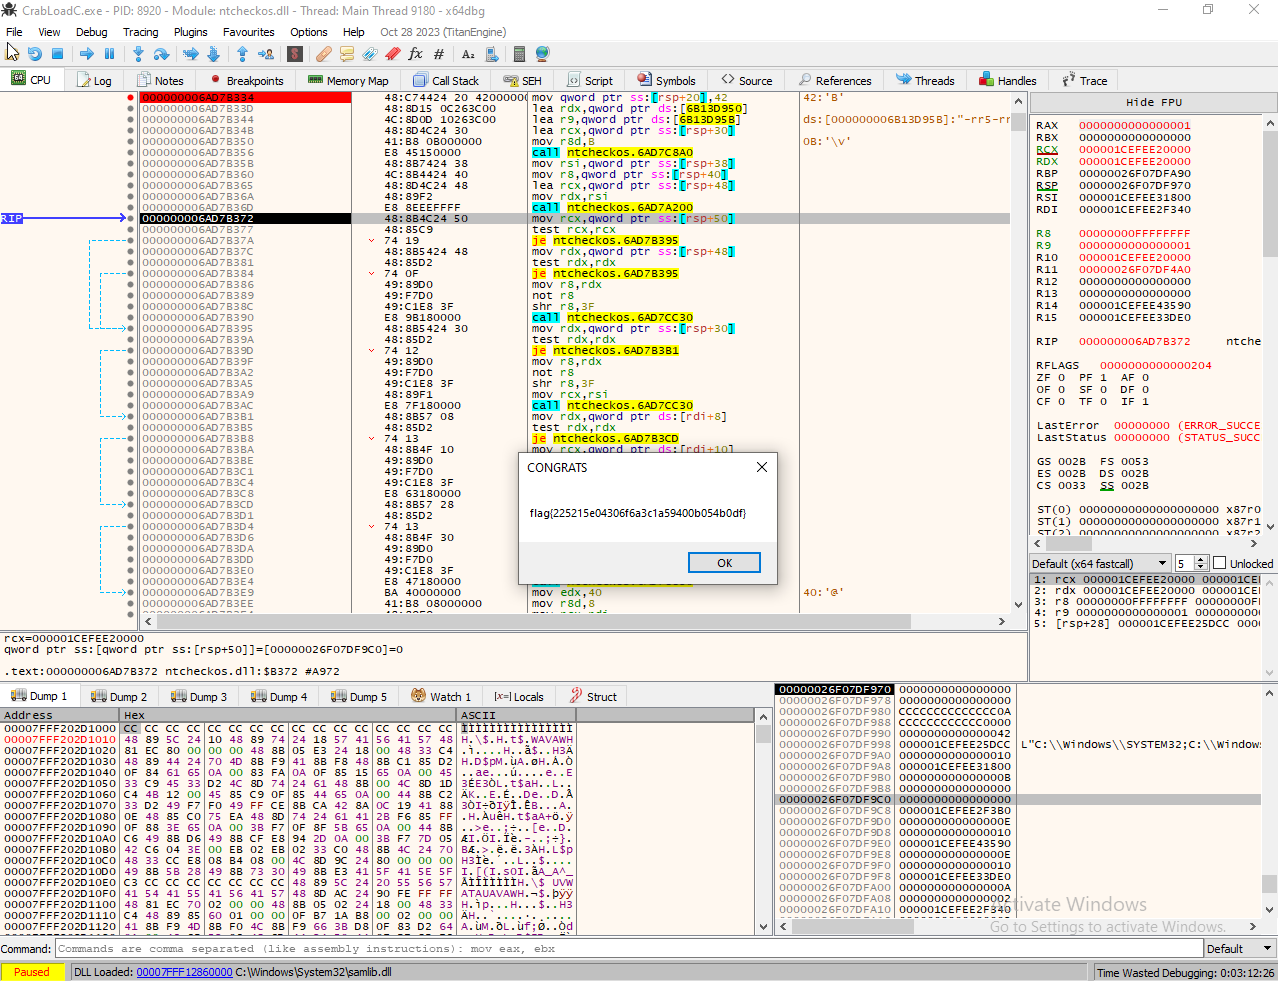 CrabLoadC.exe - PID: 8920 - Module: ntcheckos.dll - Thread: Main Thread 9180 - x64dbg
File View Debug Tracing Plugins Favourites Options Help Oct 28 2023 (TitanEngine)
CPU Log Notes Breakpoints Memory Map Call Stack SEH Script Symbols Source References Threads Handles Trace
000000006AD7B334 48:C74424 20 42000000 mov qword ptr ss:[rsp+20],42 42:'B'
000000006AD7B33D 48:8D15 0C263C00 lea rdx,qword ptr ds:[6B13D950]
000000006AD7B344 4C:8D0D 10263C00 lea r9,qword ptr ds:[6B13D95B] ds:[000000006B13D95B]:"-rr5-rr
000000006AD7B34B 48:8D4C24 30 lea rcx,qword ptr ss:[rsp+30]
000000006AD7B350 41:B8 0B000000 mov r8d,B 0B:'\v'
000000006AD7B356 E8 45150000 call ntcheckos.6AD7C8A0
000000006AD7B35B 48:8B7424 38 mov rsi,qword ptr ss:[rsp+38]
000000006AD7B360 4C:8B4424 40 mov r8,qword ptr ss:[rsp+40]
000000006AD7B365 48:8D4C24 48 lea rcx,qword ptr ss:[rsp+48]
000000006AD7B36A 48:89F2 mov rdx,rsi
000000006AD7B36D E8 8EEEFFFF call ntcheckos.6AD7A200
RIP 000000006AD7B372 48:8B4C24 50 mov rcx,qword ptr ss:[rsp+50]
000000006AD7B377 48:85C9 test rcx,rcx
000000006AD7B37A 74 19 je ntcheckos.6AD7B395
000000006AD7B37C 48:8B5424 48 mov rdx,qword ptr ss:[rsp+48]
000000006AD7B381 48:85D2 test rdx,rdx
000000006AD7B384 74 0F je ntcheckos.6AD7B395
000000006AD7B386 49:89D0 mov r8,rdx
000000006AD7B389 49:F7D0 not r8
000000006AD7B38C 49:C1E8 3F shr r8,3F
000000006AD7B390 E8 9B180000 call ntcheckos.6AD7CC30
000000006AD7B395 48:8B5424 30 mov rdx,qword ptr ss:[rsp+30]
000000006AD7B39A 48:85D2 test rdx,rdx
000000006AD7B39D 74 12 je ntcheckos.6AD7B3B1
000000006AD7B39F 49:89D0 mov r8,rdx
000000006AD7B3A2 49:F7D0 not r8
000000006AD7B3A5 49:C1E8 3F shr r8,3F
000000006AD7B3A9 48:89F1 mov rcx,rsi
000000006AD7B3AC E8 7F180000 call ntcheckos.6AD7CC30
000000006AD7B3B1 48:8B57 08 mov rdx,qword ptr ds:[rdi+8]
000000006AD7B3B5 48:85D2 test rdx,rdx
000000006AD7B3B8 74 13 je ntcheckos.6AD7B3CD
000000006AD7B3BA 48:8B4F 10 mov rcx,qword ptr ds:[rdi+10]
000000006AD7B3BE 49:89D0
000000006AD7B3C1 49:F7D0
000000006AD7B3C4 49:C1E8 3F
000000006AD7B3C8 E8 63180000
000000006AD7B3CD 48:8B57 28
000000006AD7B3D1 48:85D2
000000006AD7B3D4 74 13
000000006AD7B3D6 48:8B4F 30
000000006AD7B3DA 49:89D0
000000006AD7B3DD 49:F7D0
000000006AD7B3E0 49:C1E8 3F
000000006AD7B3E4 E8 47180000
000000006AD7B3E9 BA 40000000 mov edx,40 40:'@'
000000006AD7B3EE 41:B8 08000000 mov r8d,8
CONGRATS
flag{225215e04306f6a3c1a59400b054b0df}
OK
Hide FPU
RAX 0000000000000001
RBX 0000000000000000
RCX 000001CEFEE20000
RDX 000001CEFEE20000
RBP 00000026F07DFA90
RSP 00000026F07DF970
RSI 000001CEFEE31800
RDI 000001CEFEE2F340
R8 00000000FFFFFFFF
R9 0000000000000001
R10 000001CEFEE20000
R11 00000026F07DF4A0
R12 0000000000000000
R13 0000000000000000
R14 000001CEFEE43590
R15 000001CEFEE33DE0
RIP 000000006AD7B372 ntche
RFLAGS 0000000000000204
ZF 0 PF 1 AF 0
OF 0 SF 0 DF 0
CF 0 TF 0 IF 1
LastError 00000000 (ERROR_SUCCE
LastStatus 00000000 (STATUS_SUCC
GS 002B FS 0053
ES 002B DS 002B
CS 0033 SS 002B
ST(0) 00000000000000000000 x87r0
ST(1) 00000000000000000000 x87r1
ST(2) 00000000000000000000 x87r2
Default (x64 fastcall) 5 Unlocked
1: rcx 000001CEFEE20000 000001CEI
2: rdx 000001CEFEE20000 000001CEI
3: r8 00000000FFFFFFFF 00000000FI
4: r9 0000000000000001 0000000000
5: [rsp+28] 000001CEFEE25DCC 0000
rcx=000001CEFEE20000
qword ptr ss:[qword ptr ss:[rsp+50]]=[00000026F07DF9C0]=0
.text:000000006AD7B372 ntcheckos.dll:$B372 #A972
Dump 1 Dump 2 Dump 3 Dump 4 Dump 5 Watch 1 Locals Struct
Address Hex ASCII
00007FFF202D1000 CC CC CC CC CC CC CC CC CC CC CC CC CC CC CC CC
00007FFF202D1010 48 89 5C 24 10 48 89 74 24 18 57 41 56 41 57 48
00007FFF202D1020 81 EC 80 00 00 00 48 8B 05 E3 24 18 00 48 33 C4
00007FFF202D1030 48 89 44 24 70 4D 8B F9 41 8B F8 48 8B C1 85 D2
00007FFF202D1040 0F 84 61 65 0A 00 83 FA 0A 0F 85 15 65 0A 00 45
00007FFF202D1050 33 C9 45 33 D2 4C 8D 74 24 61 48 8B 00 4C 8D 1D
00007FFF202D1060 C4 4B 12 00 45 85 C9 0F 85 44 65 0A 00 44 8B C2
00007FFF202D1070 33 D2 49 F7 F0 49 FF CE 8B CA 42 8A 0C 19 41 88
00007FFF202D1080 0E 48 85 C0 75 EA 48 8D 74 24 61 41 2B F6 85 FF
00007FFF202D1090 0F 88 3E 65 0A 00 3B F7 0F 8F 5B 65 0A 00 44 8B
00007FFF202D10A0 C6 49 8B D6 49 8B CF E8 94 2D 0A 00 3B F7 7D 05
00007FFF202D10B0 42 C6 04 3E 00 EB 02 EB 02 33 C0 48 8B 4C 24 70
00007FFF202D10C0 48 33 CC E8 08 B4 08 00 4C 8D 9C 24 80 00 00 00
00007FFF202D10D0 49 8B 5B 28 49 8B 73 30 49 8B E3 41 5F 41 5E 5F
00007FFF202D10E0 C3 CC CC CC CC CC CC CC 48 89 5C 24 20 55 56 57
00007FFF202D10F0 41 54 41 55 41 56 41 57 48 8D AC 24 90 FE FF FF
00007FFF202D1100 48 81 EC 70 02 00 00 48 8B 05 02 24 18 00 48 33
00007FFF202D1110 C4 48 89 85 60 01 00 00 0F B7 1A B8 00 02 00 00
00007FFF202D1120 41 8B F9 4D 8B F0 4C 8B F9 66 3B D8 0F 83 D2 64
00000026F07DF970 0000000000000000
00000026F07DF978 0000000000000000
00000026F07DF980 CCCCCCCCCCCCCC0A
00000026F07DF988 CCCCCCCCCCCC0000
00000026F07DF990 0000000000000042
00000026F07DF998 000001CEFEE25DCC L"C:\\Windows\\SYSTEM32;C:\\Windows
00000026F07DF9A0 0000000000000010
00000026F07DF9A8 000001CEFEE31800
00000026F07DF9B0 000000000000000B
00000026F07DF9B8 0000000000000000
00000026F07DF9C0 0000000000000000
00000026F07DF9C8 000001CEFEE2F3B0
00000026F07DF9D0 000000000000000E
00000026F07DF9D8 0000000000000010
00000026F07DF9E0 000001CEFEE43590
00000026F07DF9E8 000000000000000E
00000026F07DF9F0 0000000000000010
00000026F07DF9F8 000001CEFEE33DE0
00000026F07DFA00 000000000000000A
00000026F07DFA08 0000000000000002
00000026F07DFA10 000001CEFEE2F340
Activate Windows
Go to Settings to activate Windows.
Command: Commands are comma separated (like assembly instructions): mov eax, ebx Default
Paused DLL Loaded: 00007FFF12860000 C:\Windows\System32\samlib.dll Time Wasted Debugging: 0:03:12:26